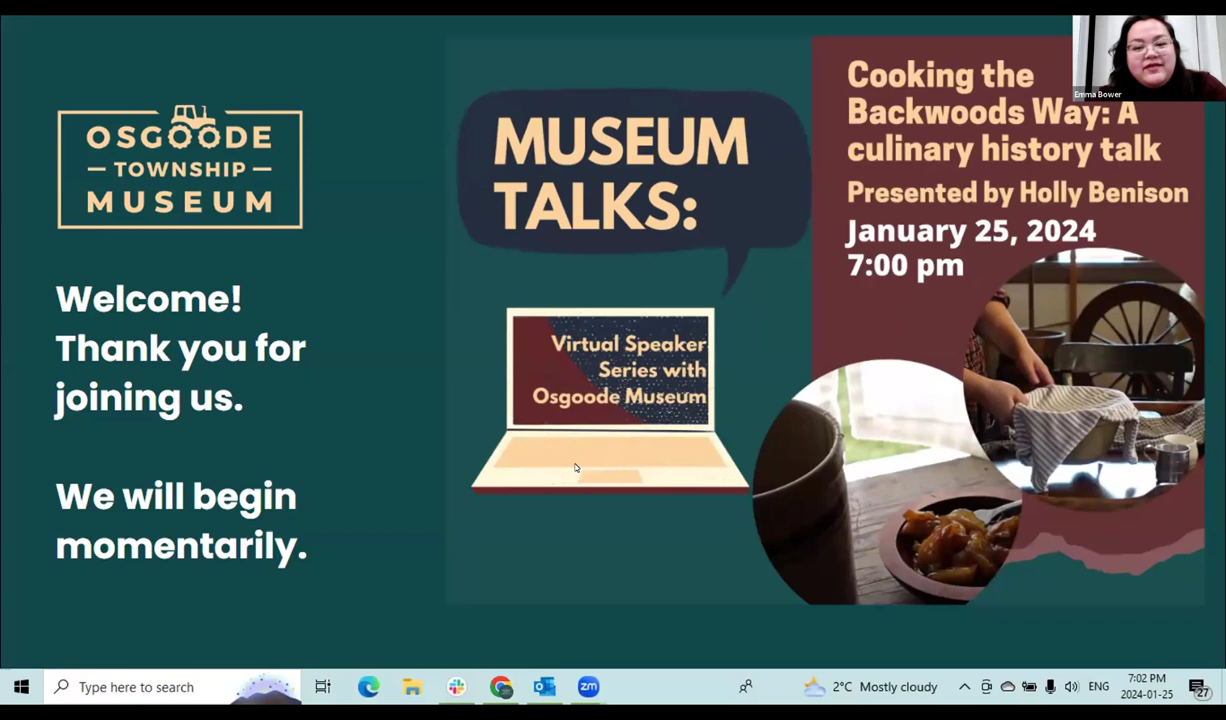 OSGOODE
TOWNSHIP
MUSEUM
Welcome!
Thank you for
joining us.
We will begin
momentarily.
MUSEUM
TALKS:
Virtual Speaker
Series with
Osgoode Museum
Cooking the
Backwoods Way: A
culinary history talk
Presented by Holly Benison
January 25, 2024
7:00 pm
Emma Bower
Type here to search
zm
2°C Mostly cloudy
ENG
7:02 PM
2024-01-25
27